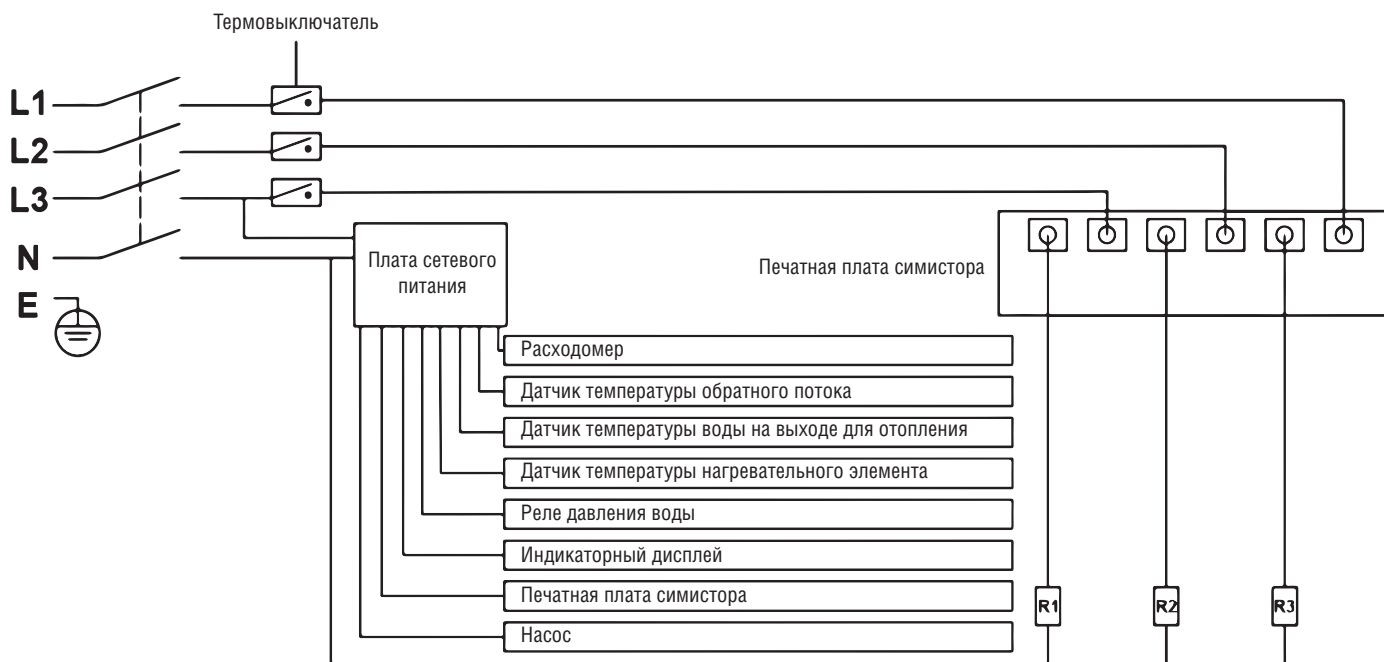 Термовыключатель
L1
L2
L3
N
E
Плата сетевого
питания
Печатная плата симистора
Расходомер
Датчик температуры обратного потока
Датчик температуры воды на выходе для отопления
Датчик температуры нагревательного элемента
Реле давления воды
Индикаторный дисплей
Печатная плата симистора
Насос
R1
R2
R3